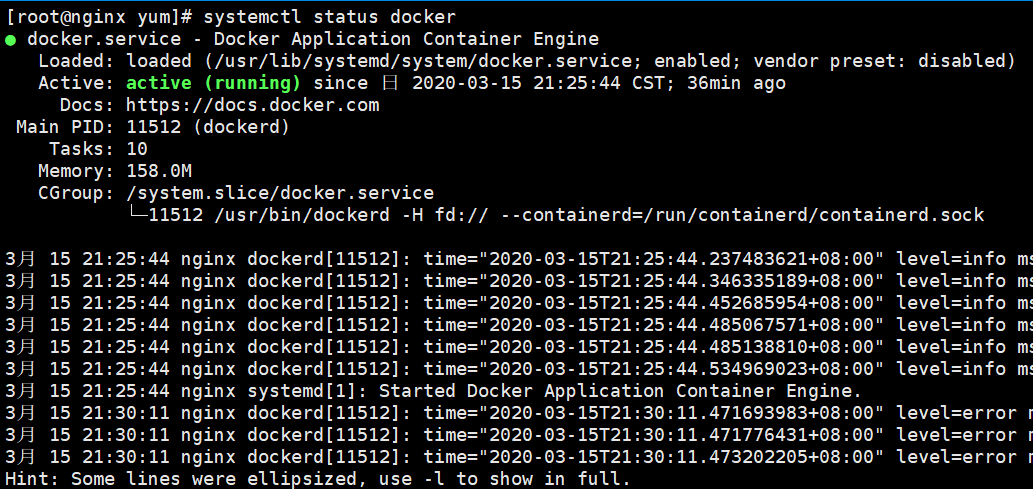 [root@nginx yum]# systemctl status docker
● docker.service - Docker Application Container Engine
   Loaded: loaded (/usr/lib/systemd/system/docker.service; enabled; vendor preset: disabled)
   Active: active (running) since 日 2020-03-15 21:25:44 CST; 36min ago
     Docs: https://docs.docker.com
 Main PID: 11512 (dockerd)
    Tasks: 10
   Memory: 158.0M
   CGroup: /system.slice/docker.service
           └─11512 /usr/bin/dockerd -H fd:// --containerd=/run/containerd/containerd.sock

3月 15 21:25:44 nginx dockerd[11512]: time="2020-03-15T21:25:44.237483621+08:00" level=info ms
3月 15 21:25:44 nginx dockerd[11512]: time="2020-03-15T21:25:44.346335189+08:00" level=info ms
3月 15 21:25:44 nginx dockerd[11512]: time="2020-03-15T21:25:44.452685954+08:00" level=info ms
3月 15 21:25:44 nginx dockerd[11512]: time="2020-03-15T21:25:44.485067571+08:00" level=info ms
3月 15 21:25:44 nginx dockerd[11512]: time="2020-03-15T21:25:44.485138810+08:00" level=info ms
3月 15 21:25:44 nginx dockerd[11512]: time="2020-03-15T21:25:44.534969023+08:00" level=info ms
3月 15 21:25:44 nginx systemd[1]: Started Docker Application Container Engine.
3月 15 21:30:11 nginx dockerd[11512]: time="2020-03-15T21:30:11.471693983+08:00" level=error m
3月 15 21:30:11 nginx dockerd[11512]: time="2020-03-15T21:30:11.471776431+08:00" level=error m
3月 15 21:30:11 nginx dockerd[11512]: time="2020-03-15T21:30:11.473202205+08:00" level=error m
Hint: Some lines were ellipsized, use -l to show in full.